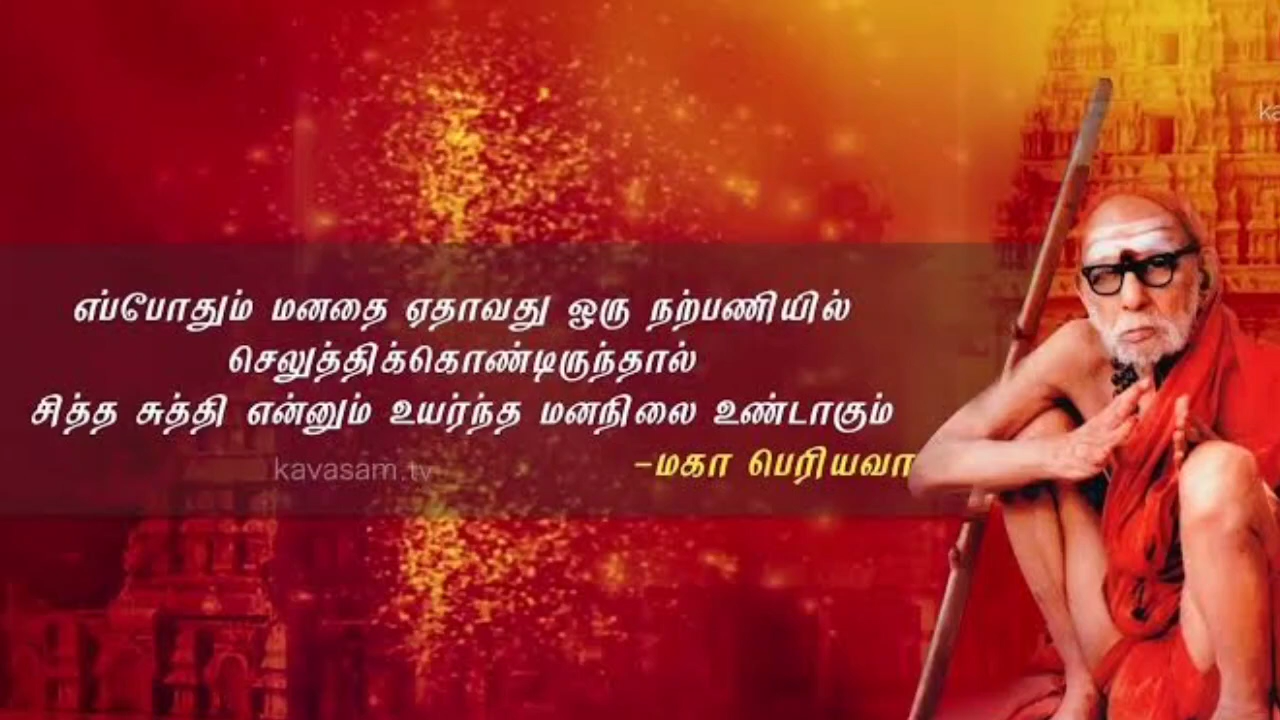 எப்போதும் மனதை ஏதாவது ஒரு நற்பணியில்
செலுத்திக்கொண்டிருந்தால்
சித்த சுத்தி என்னும் உயர்ந்த மனநிலை உண்டாகும்
-மகா பெரியவா
kavasam.tv